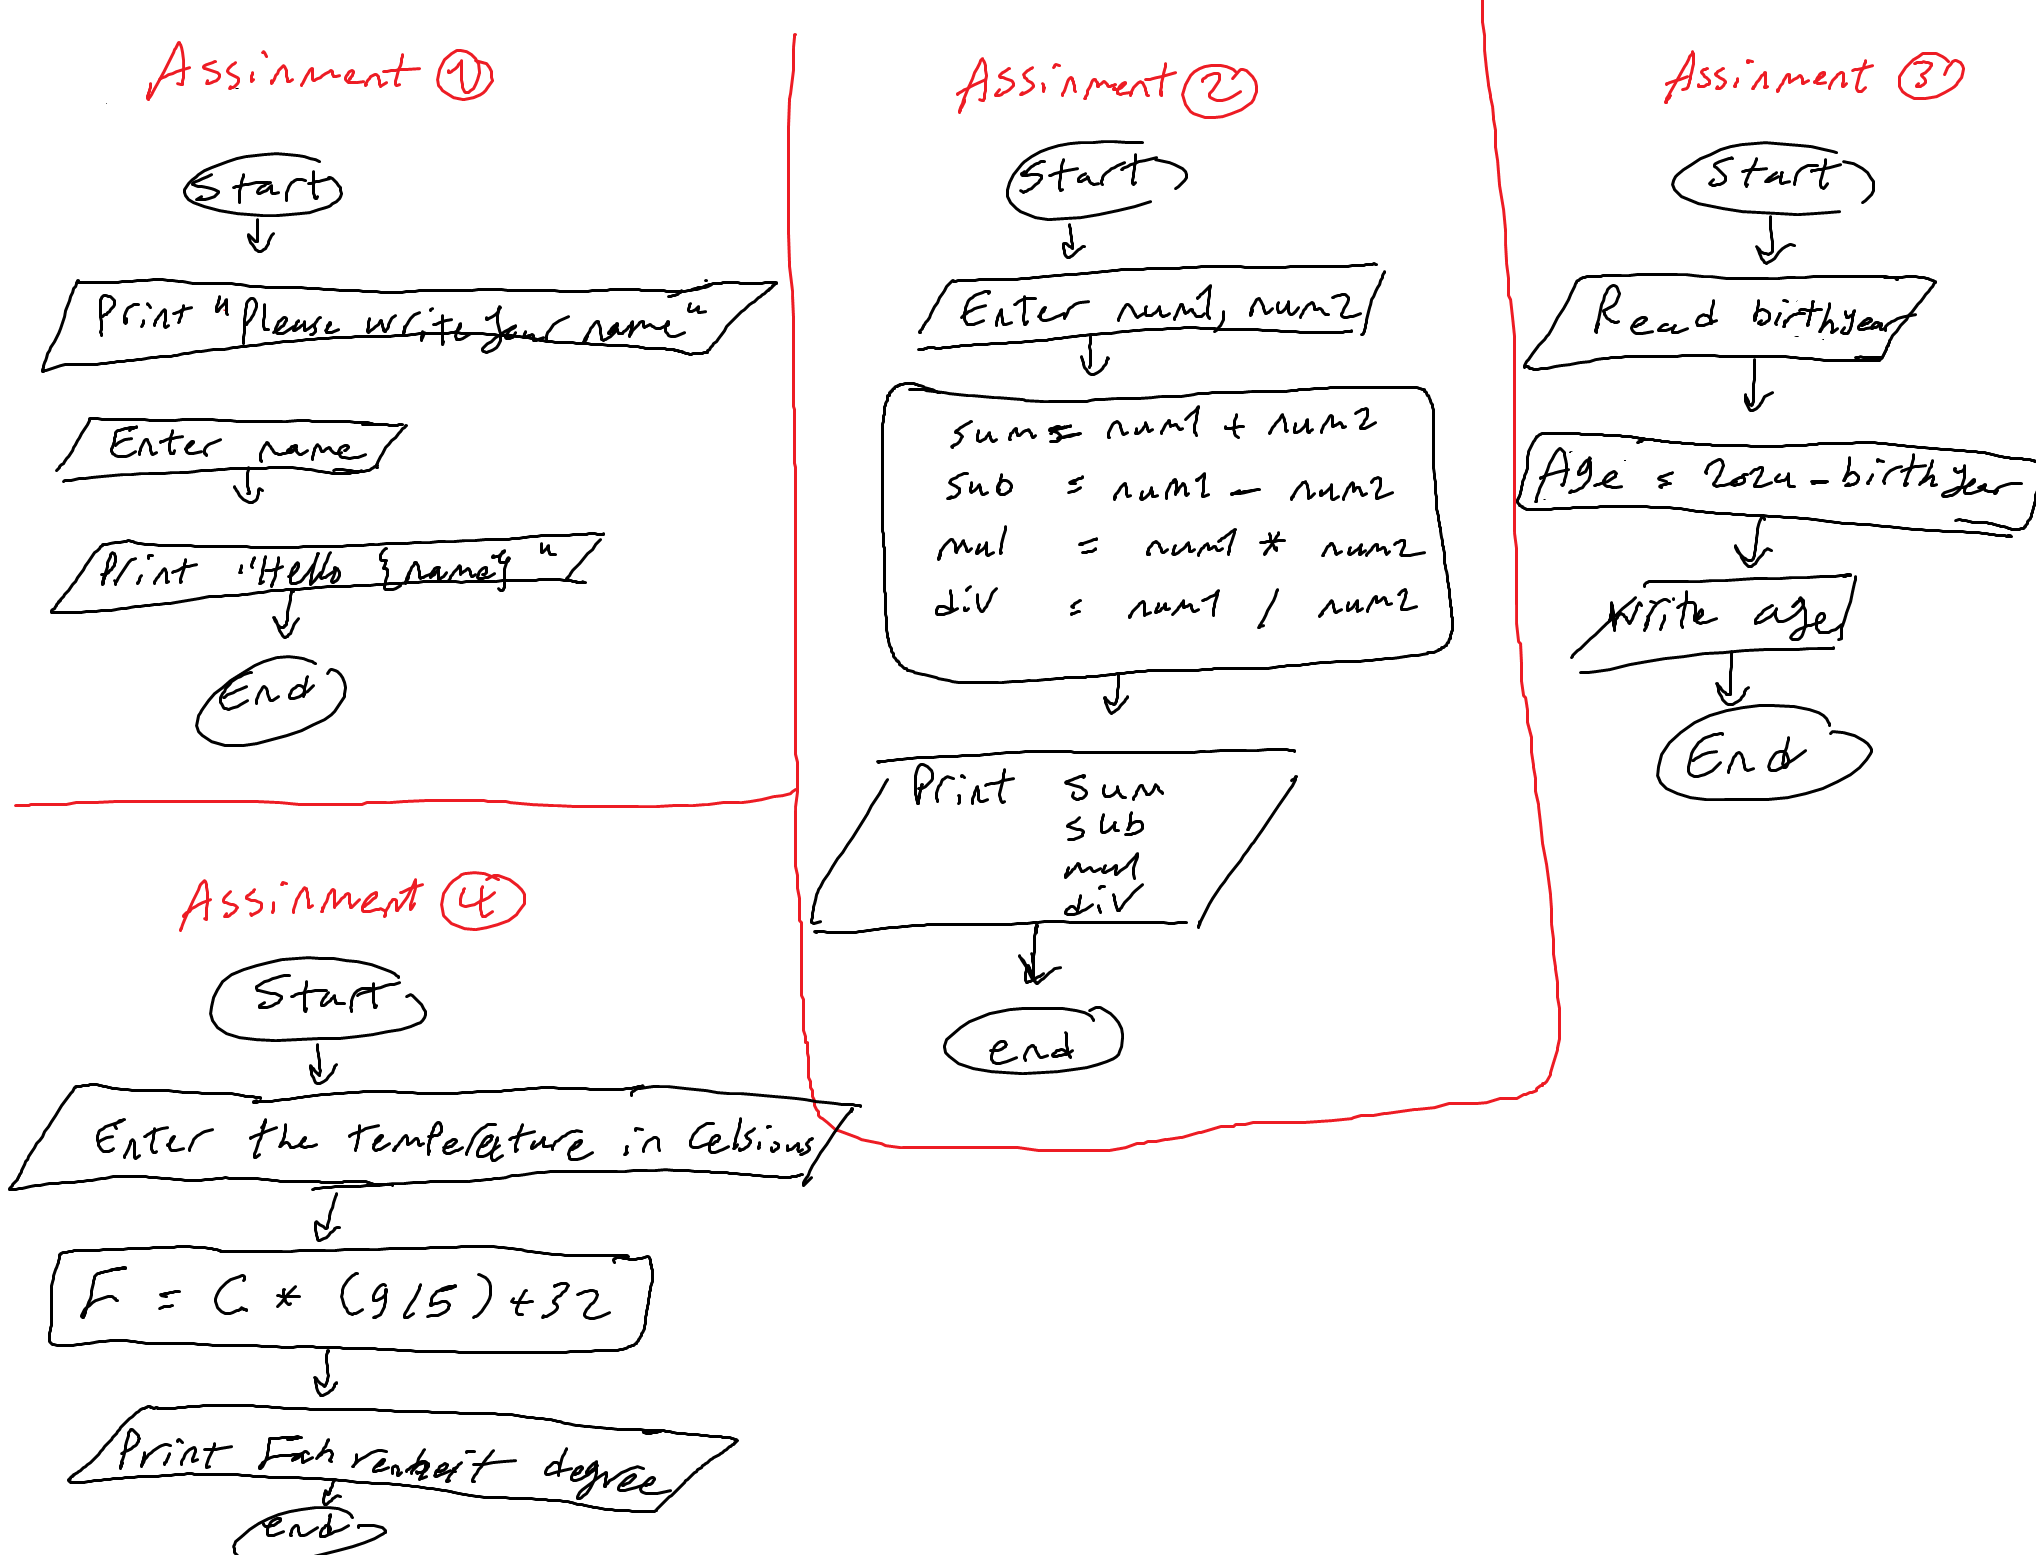 Assinment 1
Start
Print "Please write your name"
Enter name
Print "Hello {name}"
End
Assinment 2
Start
Enter num1, num2
sum = num1 + num2
sub = num1 - num2
mul = num1 * num2
div = num1 / num2
Print sum
sub
mul
div
end
Assinment 3
Start
Read birthyear
Age = 2024 - birthyear
Write age
End
Assinment 4
Start
Enter the temperature in Celsious
F = C * (9/5) + 32
Print Fahrenheit degree
end